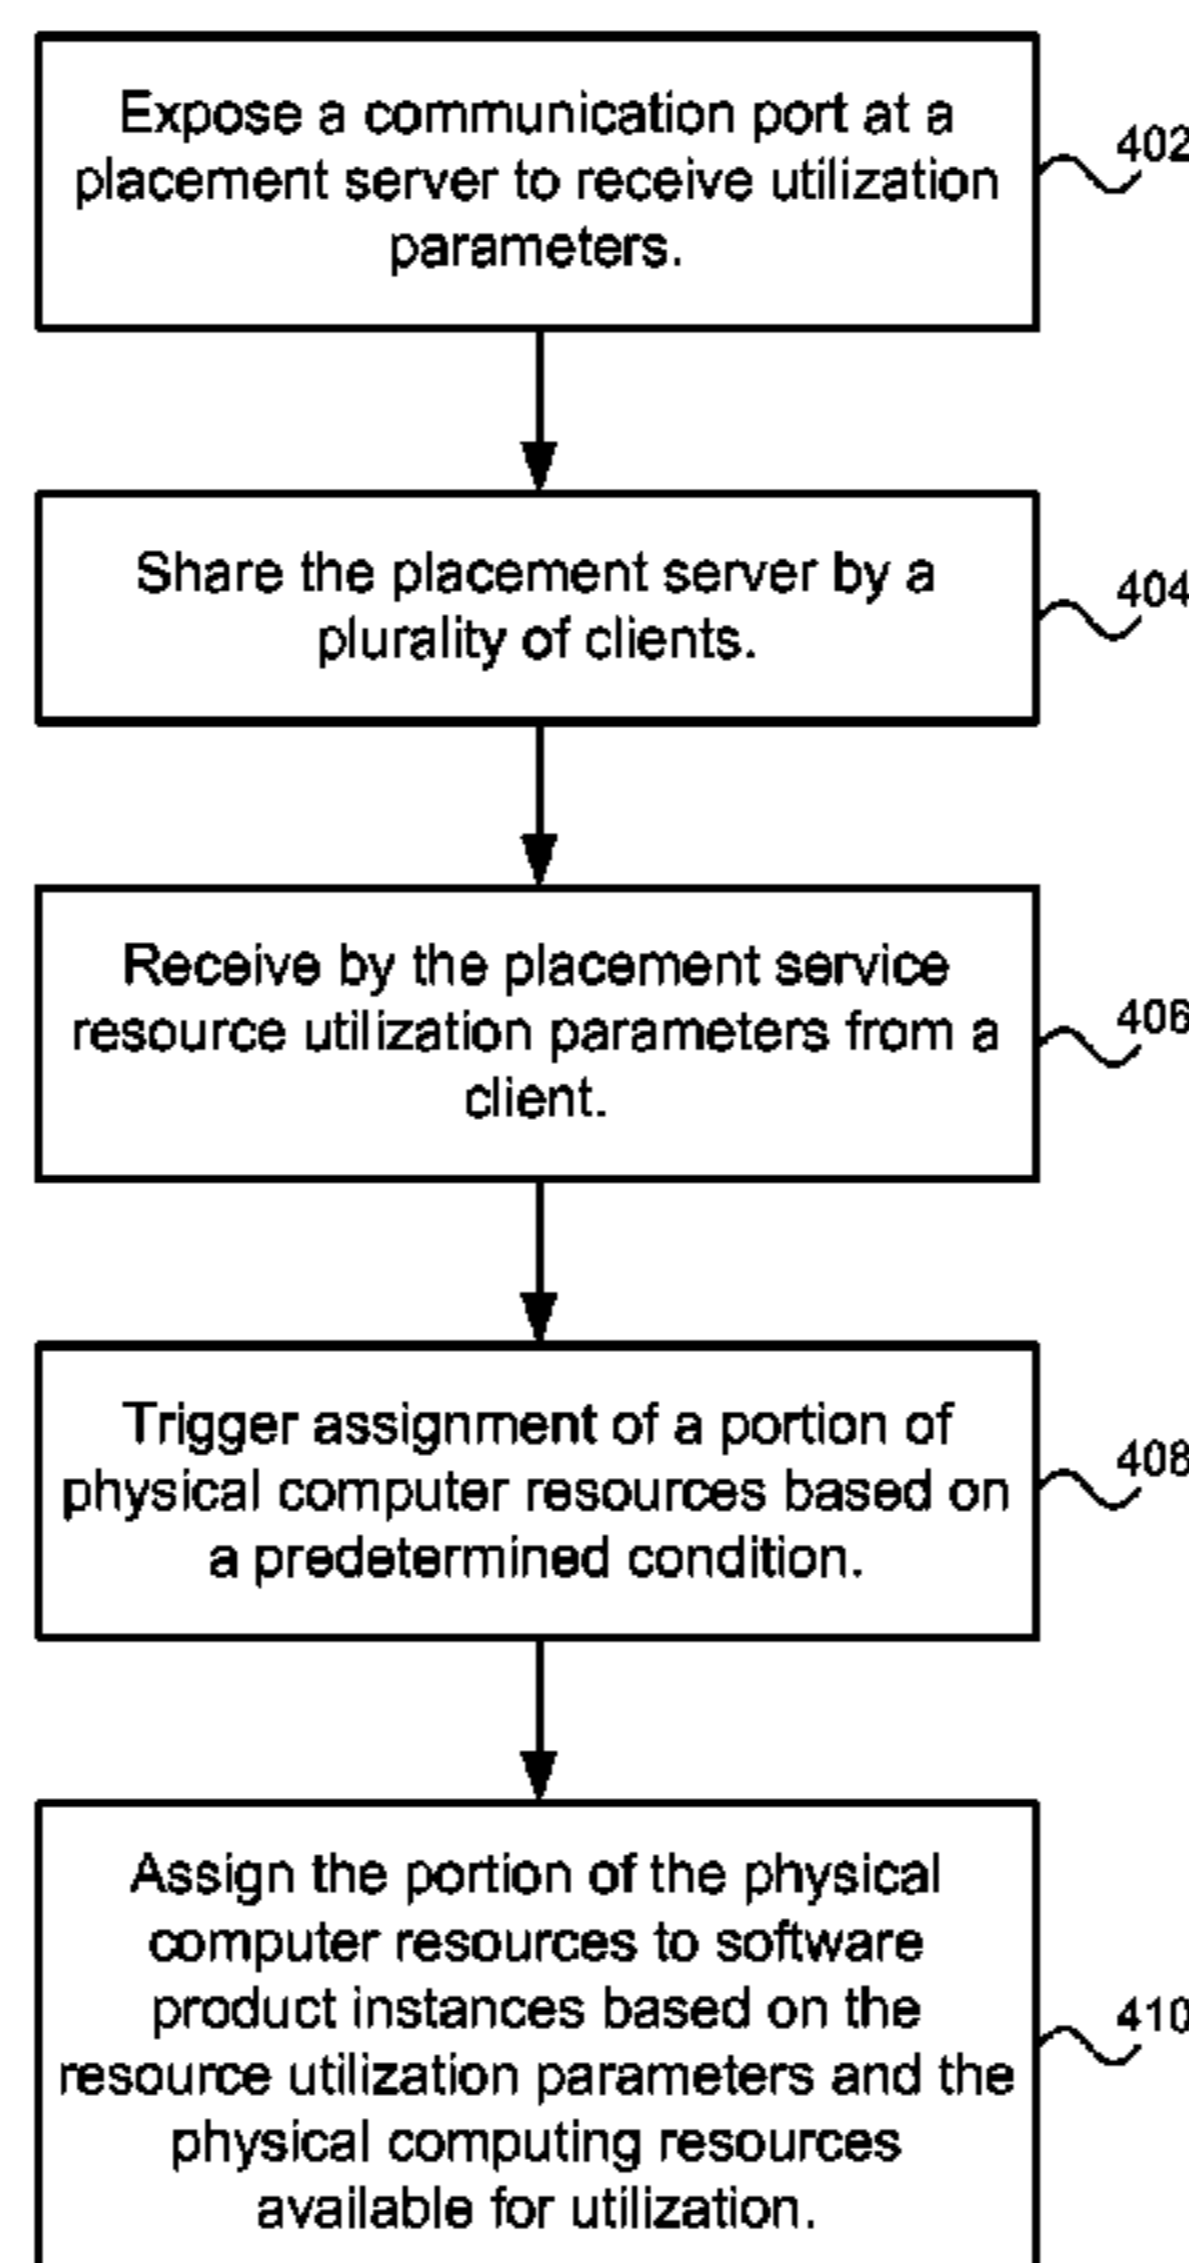 Expose a communication port at a
placement server to receive utilization
parameters.
402
Share the placement server by a
plurality of clients.
404
Receive by the placement service
resource utilization parameters from a
client.
406
Trigger assignment of a portion of
physical computer resources based on
a predetermined condition.
408
Assign the portion of the physical
computer resources to software
product instances based on the
resource utilization parameters and the
physical computing resources
available for utilization.
410